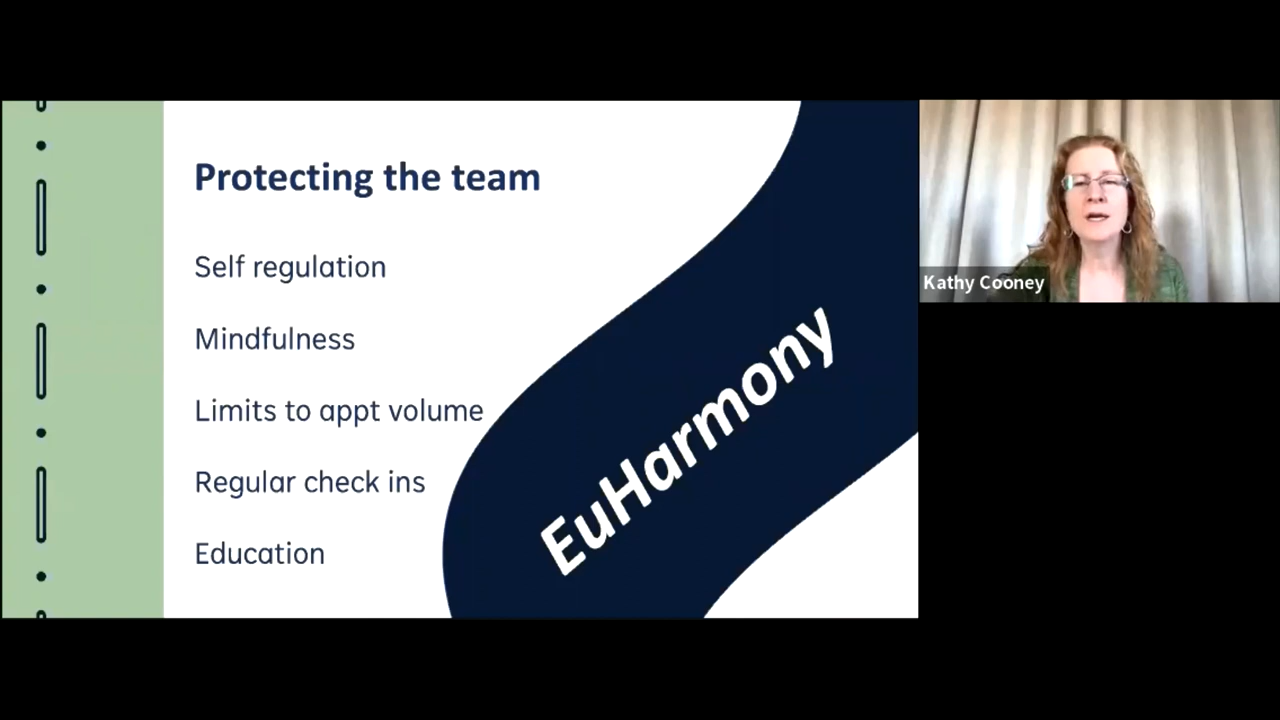 Protecting the team
Self regulation
Mindfulness
Limits to appt volume
Regular check ins
Education
EuHarmony
Kathy Cooney